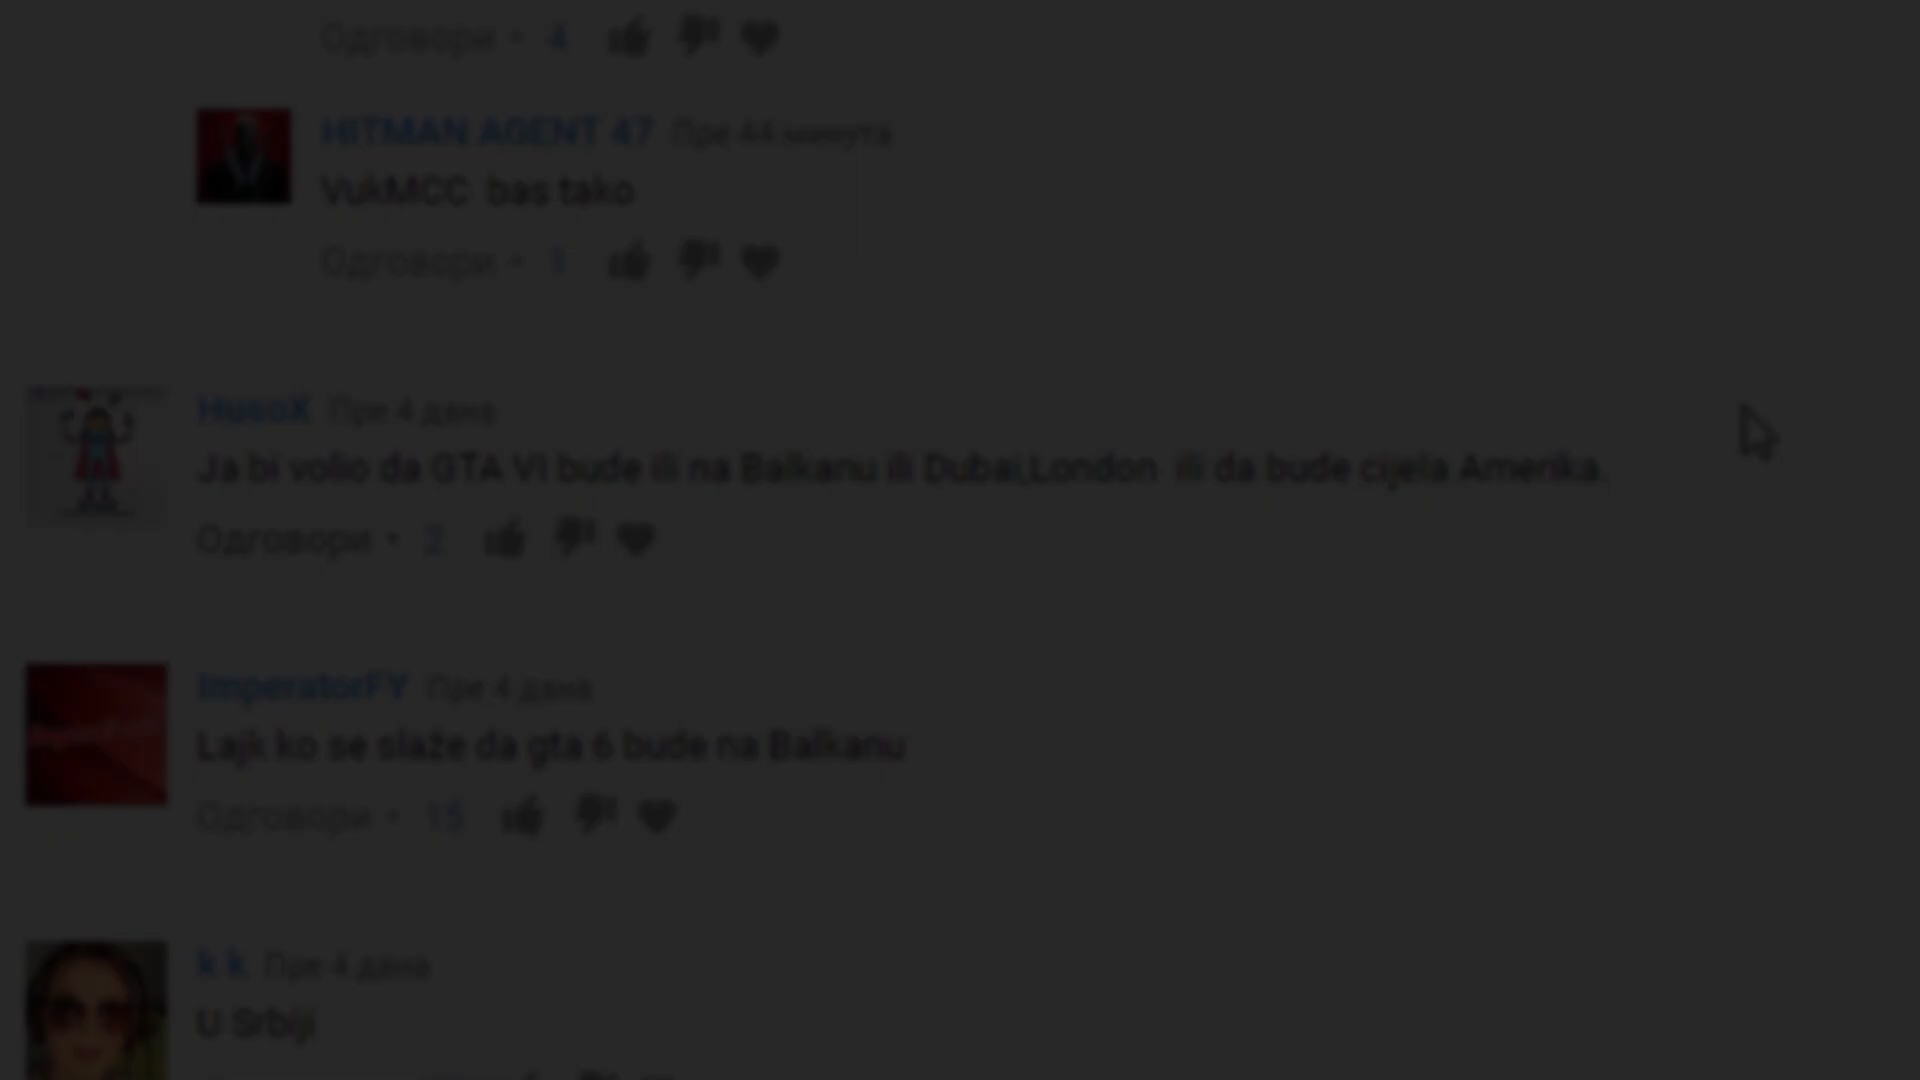 Одговори • 4
HITMAN AGENT 47 Пре 44 минута
VukMCC bas tako
Одговори • 1
HusoX Пре 4 дана
Ja bi volio da GTA VI bude ili na Balkanu ili Dubai,London ili da bude cijela Amerika.
Одговори • 2
ImperatorFY Пре 4 дана
Lajk ko se slaže da gta 6 bude na Balkanu
Одговори • 15
k k Пре 4 дана
U Srbiji